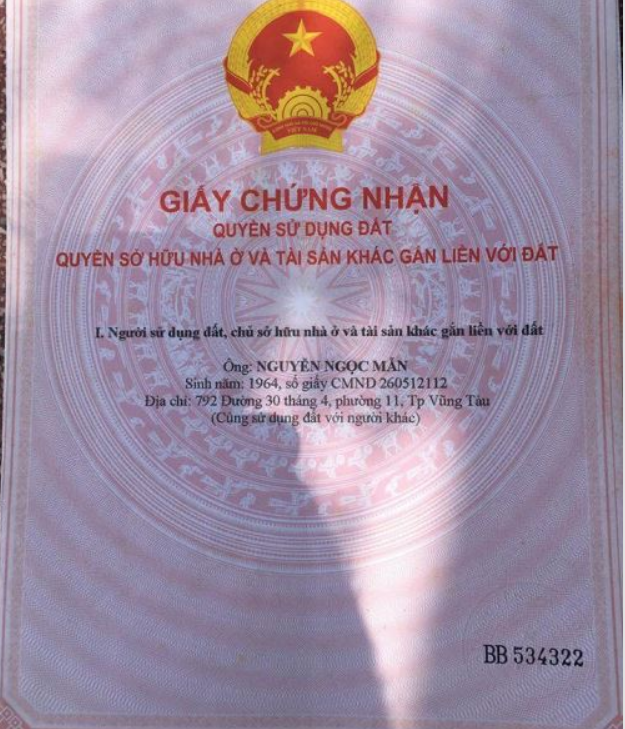 GIẤY CHỨNG NHẬN
QUYỀN SỬ DỤNG ĐẤT
QUYỀN SỞ HỮU NHÀ Ở VÀ TÀI SẢN KHÁC GẮN LIỀN VỚI ĐẤT
I. Người sử dụng đất, chủ sở hữu nhà ở và tài sản khác gắn liền với đất
Ông: NGUYỄN NGỌC MẪN
Sinh năm: 1964, số giấy CMND 260512112
Địa chỉ: 792 Đường 30 tháng 4, phường 11, Tp Vũng Tàu
(Cùng sử dụng đất với người khác)
BB 534322